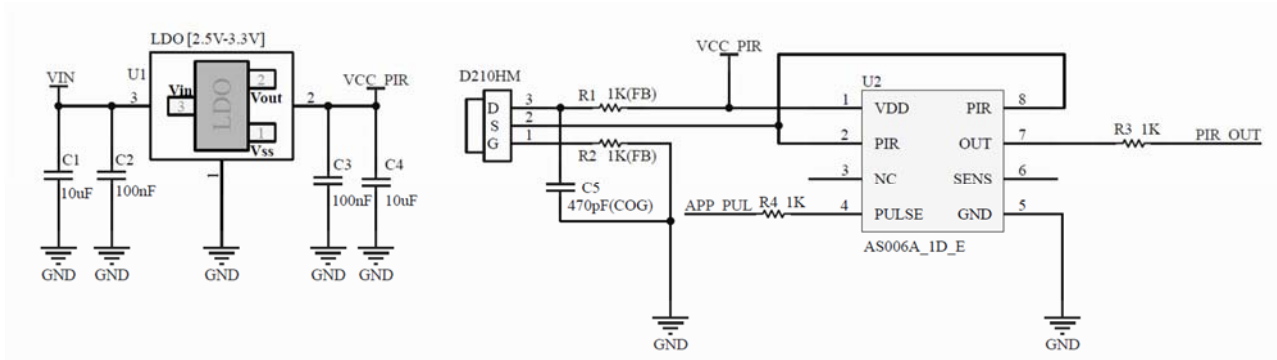 LDO [2.5V-3.3V]
VIN
U1
Vin
3
3
LDO
2
Vout
1
Vss
2
VCC_PIR
1
C1
10uF
C2
100nF
C3
100nF
C4
10uF
GND
GND
GND
GND
GND
VCC_PIR
D210HM
D
S
G
3
2
1
R1 1K(FB)
R2 1K(FB)
C5
470pF(COG)
GND
APP_PUL
R4 1K
U2
1 VDD PIR 8
2 PIR OUT 7
3 NC SENS 6
4 PULSE GND 5
AS006A_1D_E
R3 1K
PIR_OUT
GND